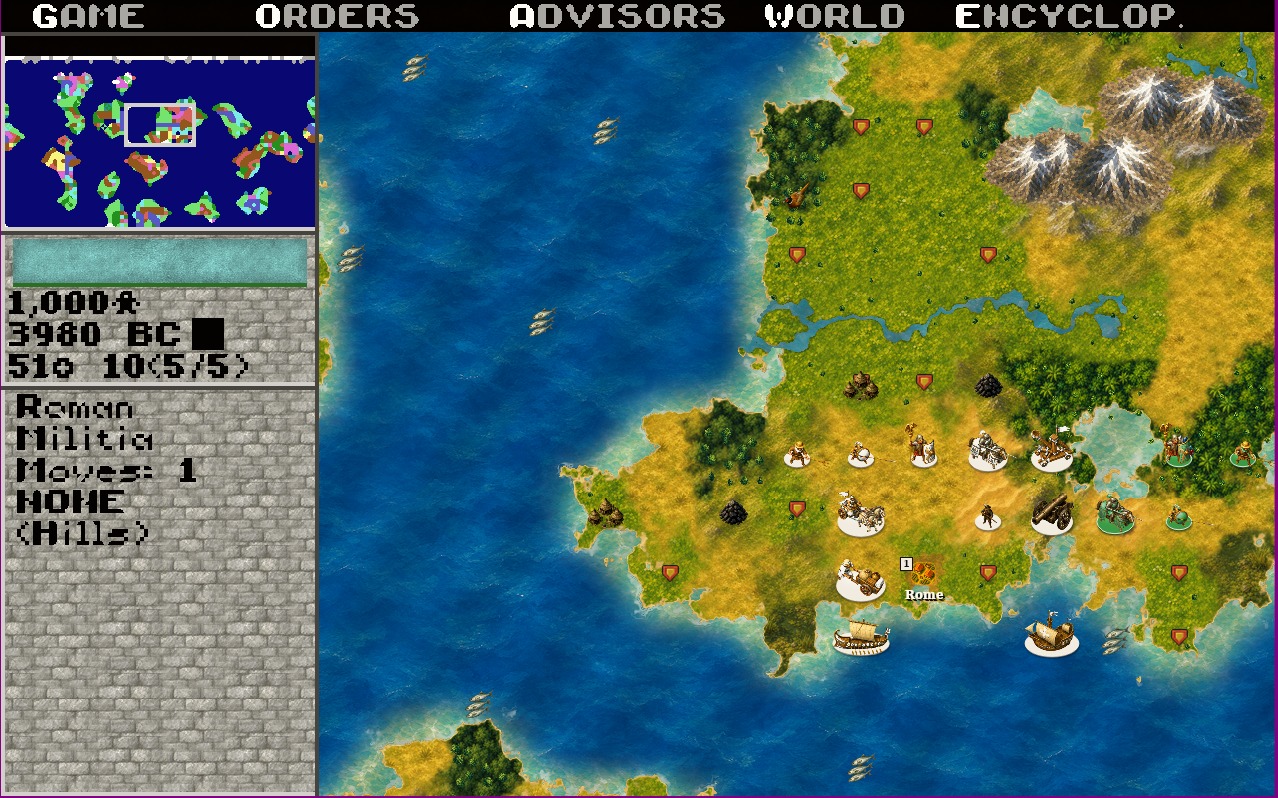 GAME ORDERS ADVISORS WORLD ENCYCLOP.
1,000
3980 BC
51 10(5/5)
Roman
Militia
Moves: 1
NONE
(Hills)
1
Rome